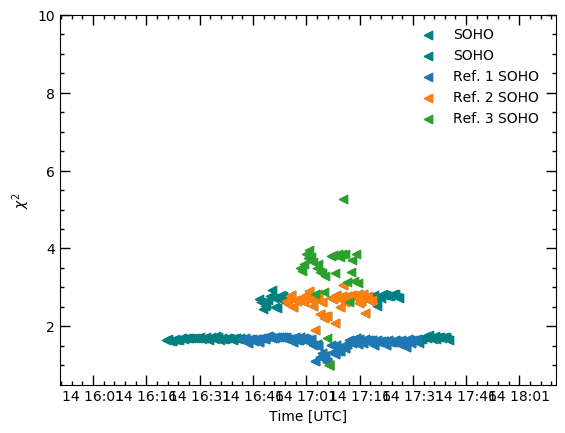 10
8
6
4
2
χ²
SOHO
SOHO
Ref. 1 SOHO
Ref. 2 SOHO
Ref. 3 SOHO
14 16:01 14 16:16 14 16:31 14 16:46 14 17:01 14 17:16 14 17:31 14 17:46 14 18:01
Time [UTC]